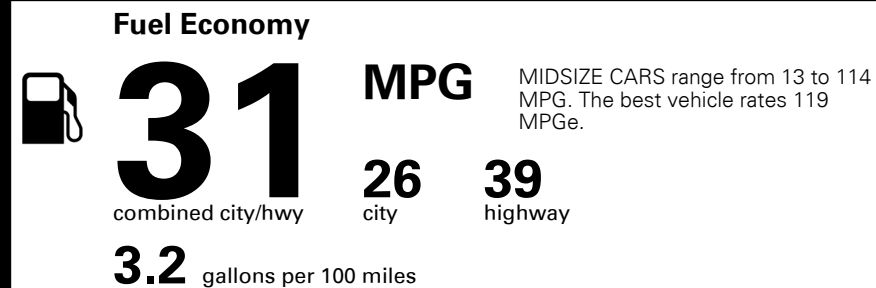 Fuel Economy
31
MPG
MIDSIZE CARS range from 13 to 114
MPG. The best vehicle rates 119
MPGe.
combined city/hwy
26
city
39
highway
3.2 gallons per 100 miles